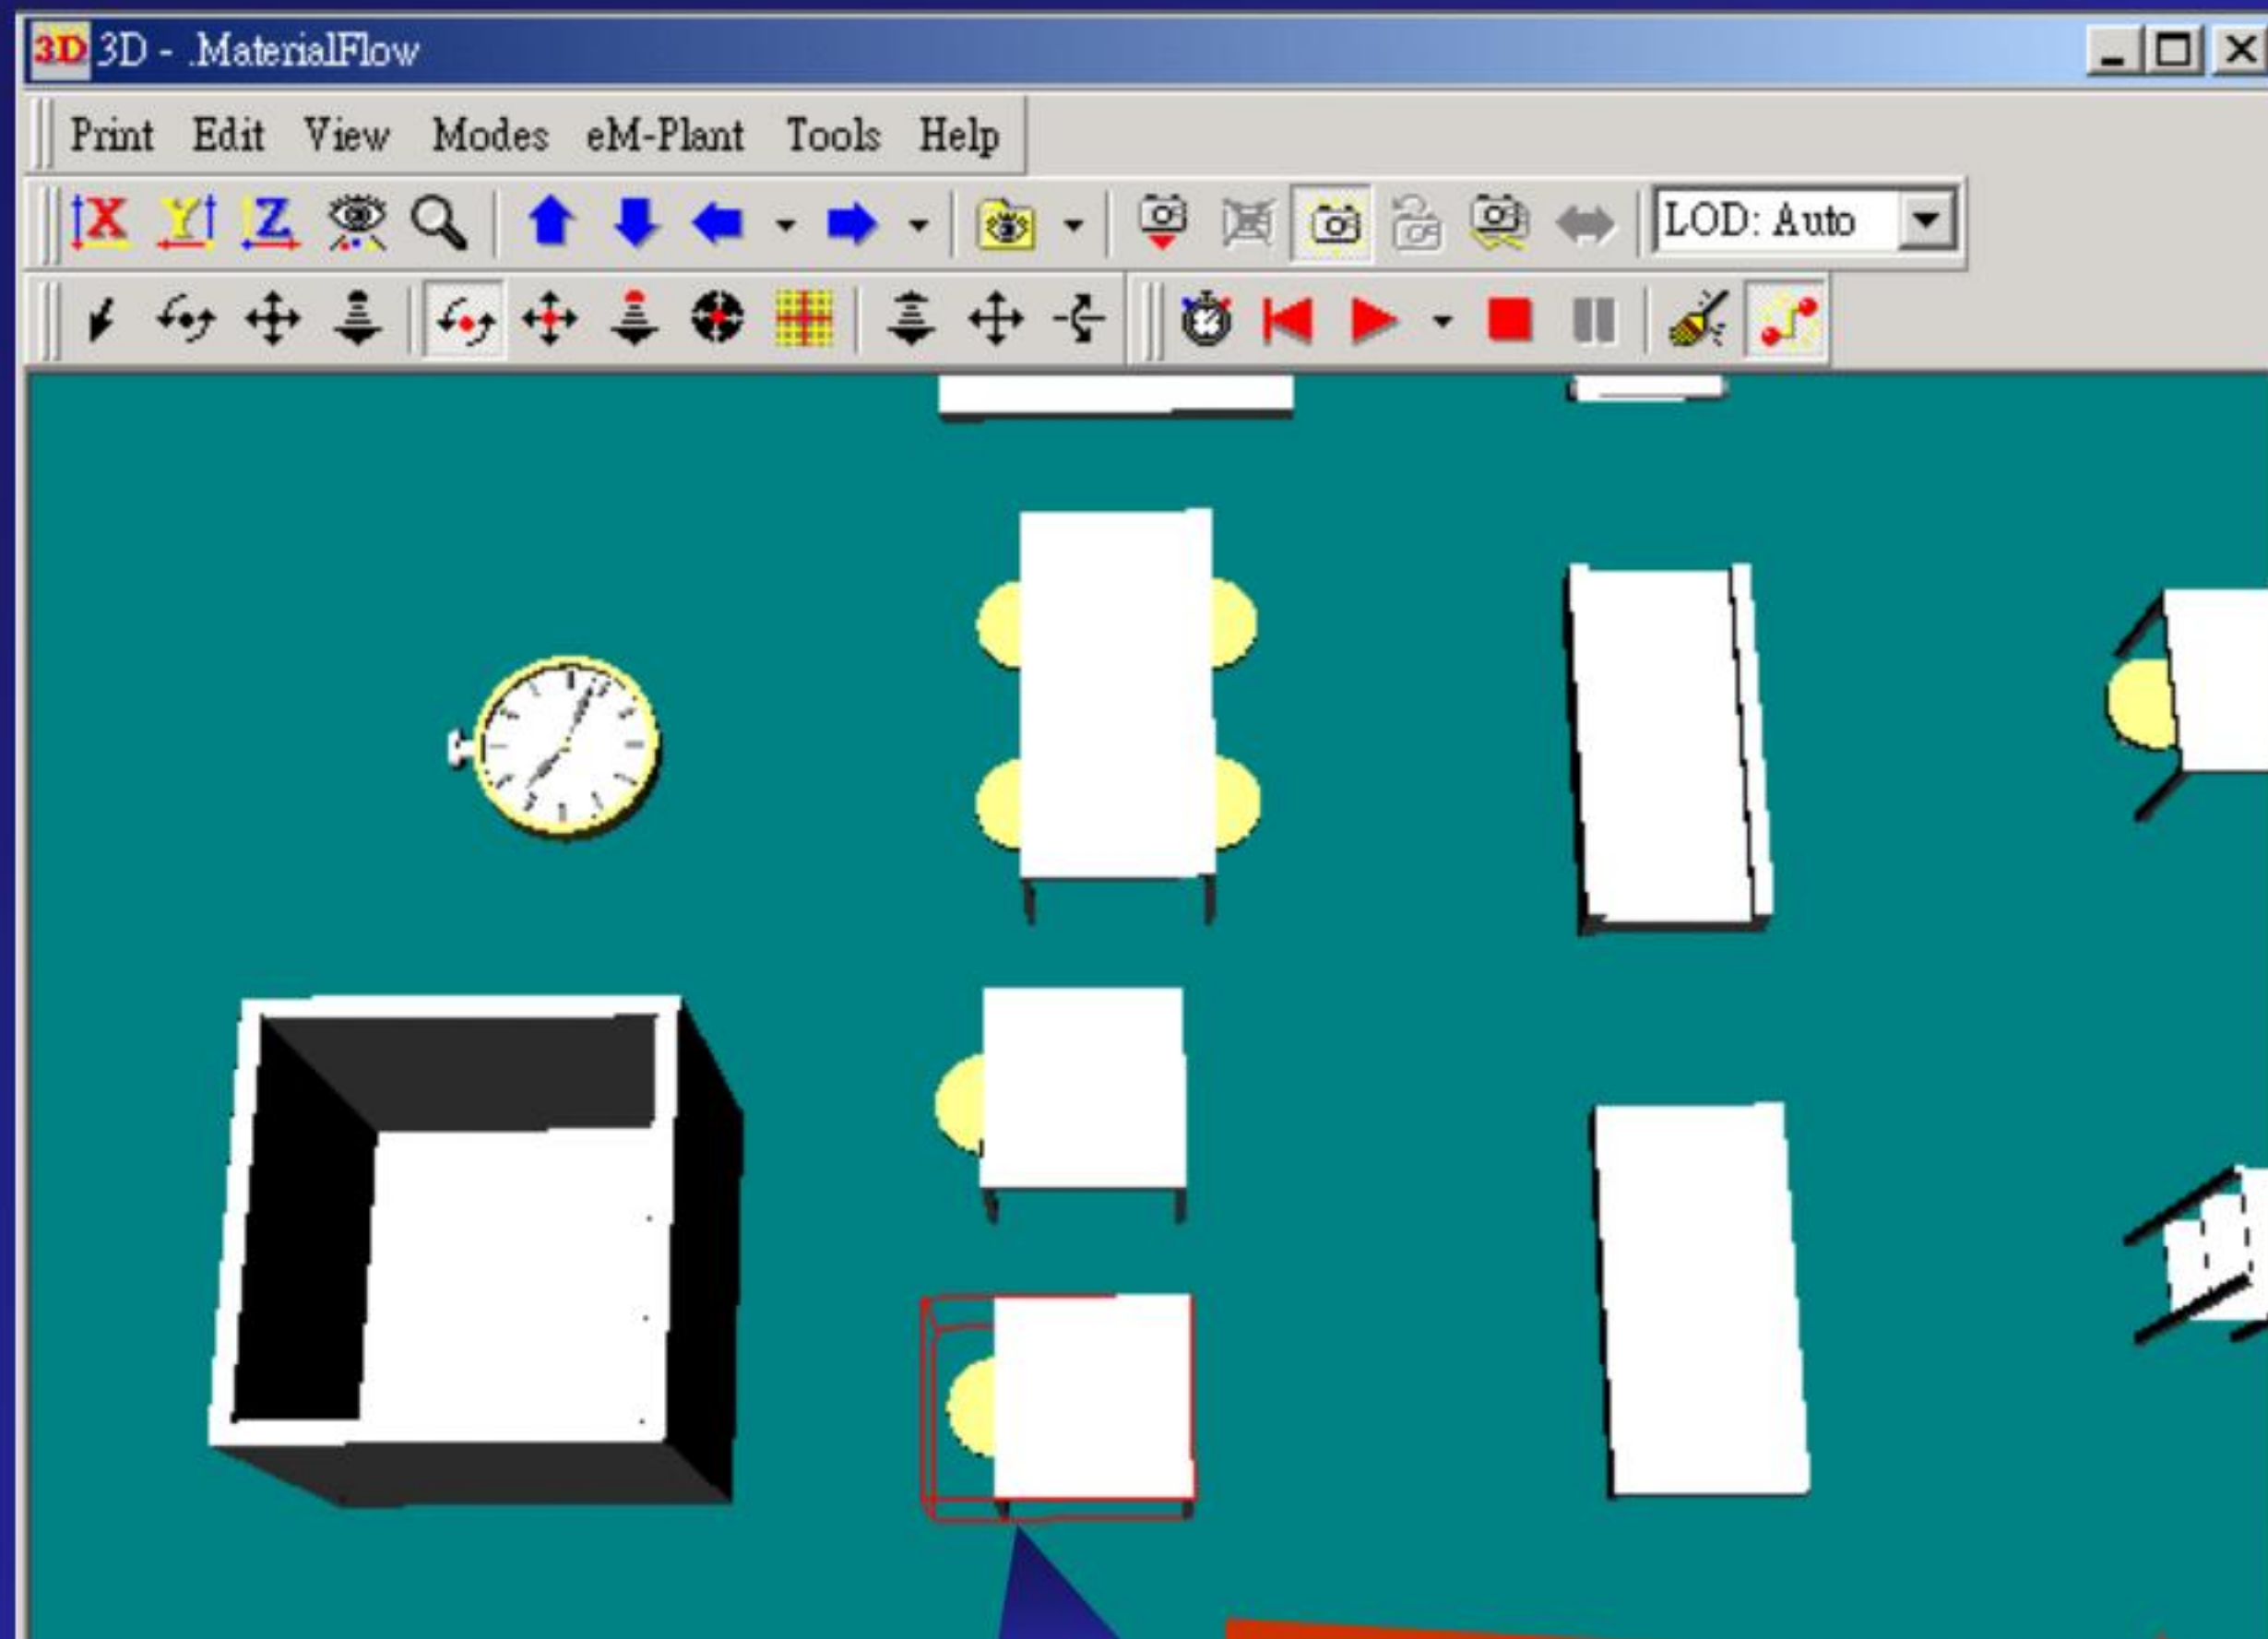 3D 3D - .MaterialFlow
Print Edit View Modes eM-Plant Tools Help
X Y Z LOD: Auto